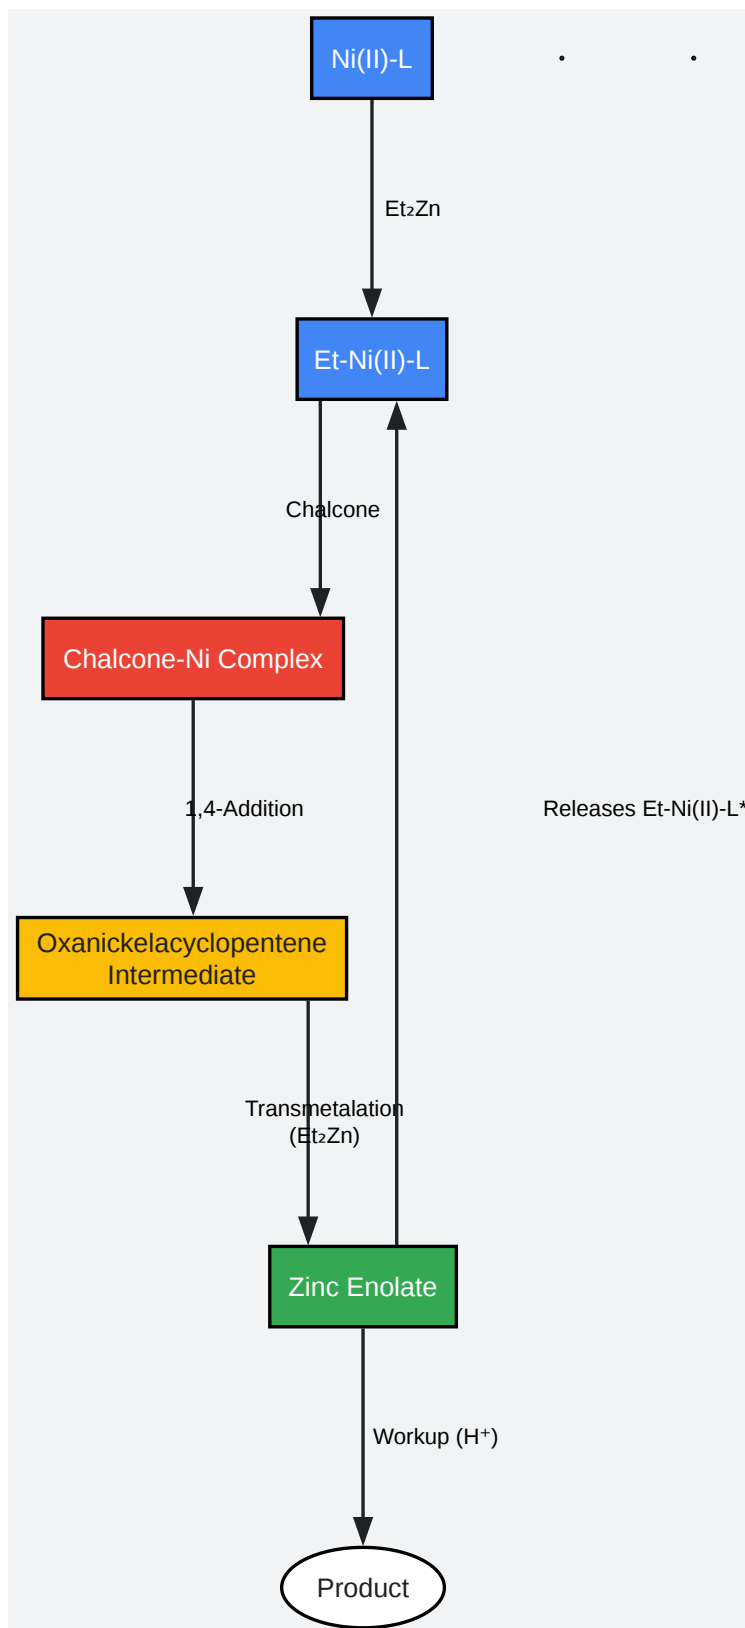 Ni(II)-L
Et₂Zn
Et-Ni(II)-L
Chalcone
Chalcone-Ni Complex
1,4-Addition
Releases Et-Ni(II)-L*
Oxanickelacyclopentene
Intermediate
Transmetalation
(Et₂Zn)
Zinc Enolate
Workup (H⁺)
Product